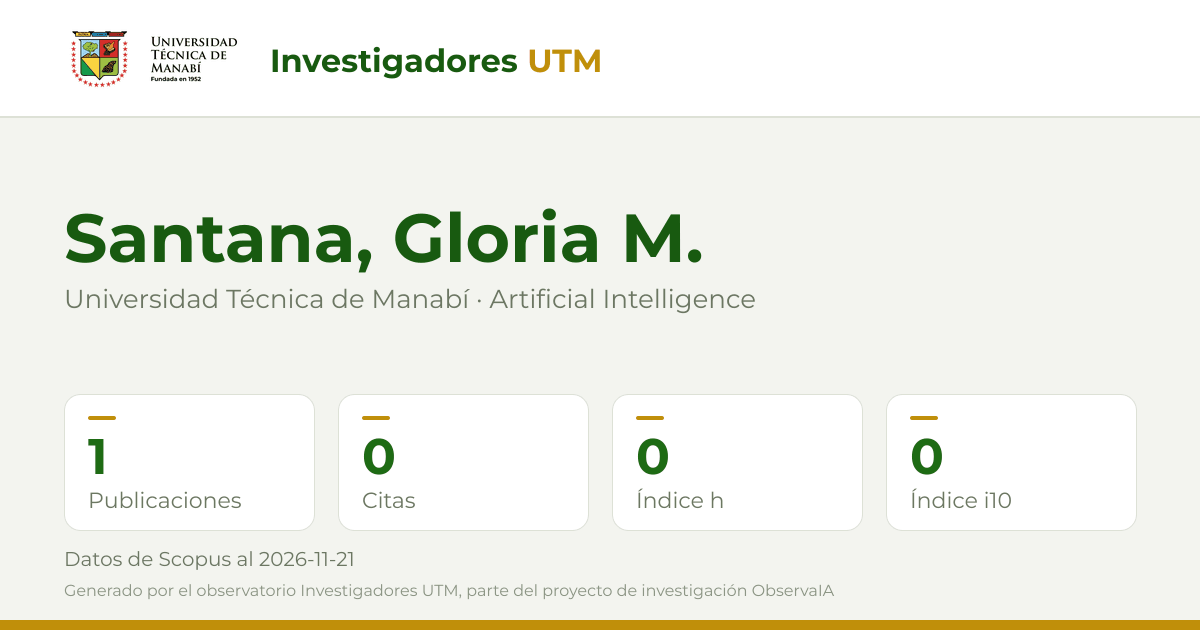 UNIVERSIDAD
TÉCNICA DE
MANABÍ
Fundada en 1952
Investigadores UTM
Santana, Gloria M.
Universidad Técnica de Manabí · Artificial Intelligence
1
Publicaciones
0
Citas
0
Índice h
0
Índice i10
Datos de Scopus al 2026-11-21
Generado por el observatorio Investigadores UTM, parte del proyecto de investigación ObservaIA